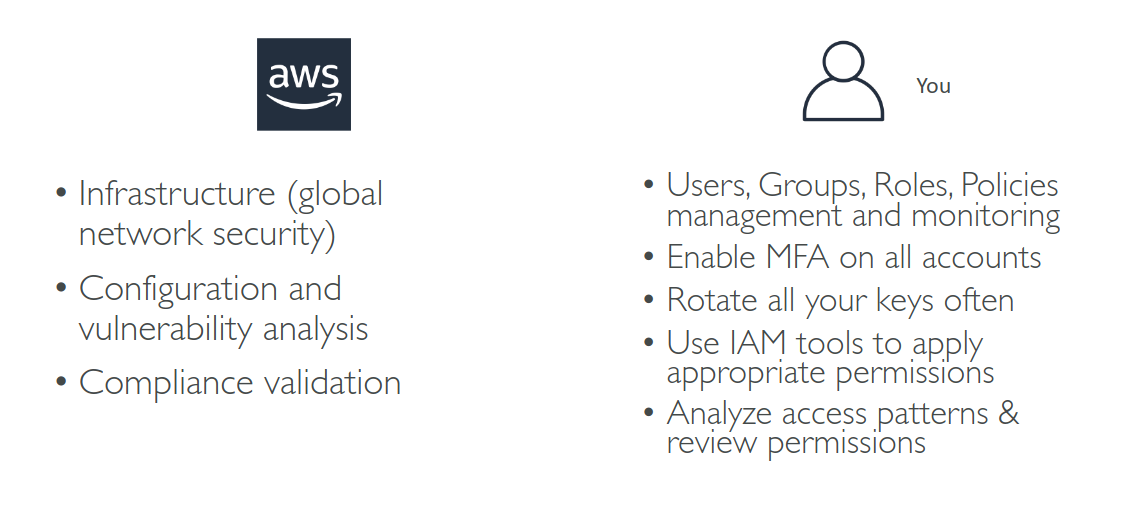 aws
You
• Infrastructure (global
network security)
• Configuration and
vulnerability analysis
• Compliance validation
• Users, Groups, Roles, Policies
management and monitoring
• Enable MFA on all accounts
• Rotate all your keys often
• Use IAM tools to apply
appropriate permissions
• Analyze access patterns &
review permissions